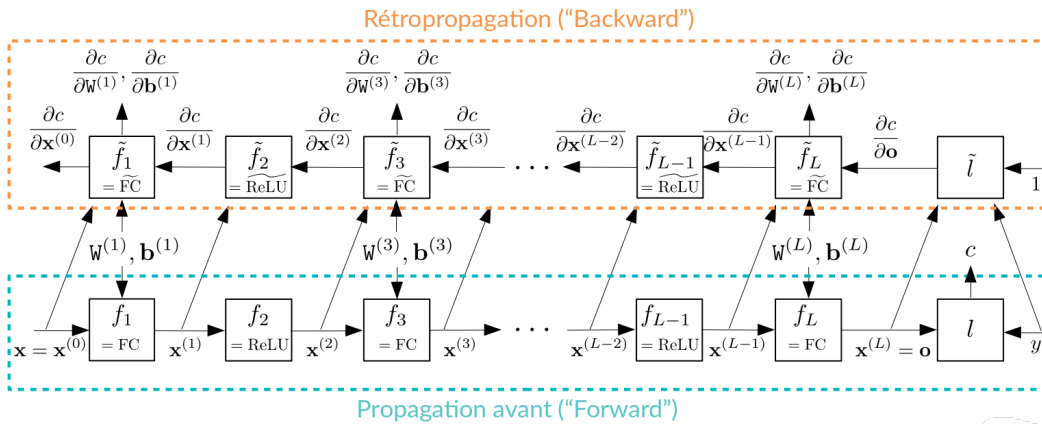 Rétropropagation (“Backward”)
∂c/∂W^(1), ∂c/∂b^(1) ∂c/∂W^(3), ∂c/∂b^(3) ∂c/∂W^(L), ∂c/∂b^(L)
∂c/∂x^(0) ∂c/∂x^(1) ∂c/∂x^(2) ∂c/∂x^(3) ∂c/∂x^(L−2) ∂c/∂x^(L−1) ∂c/∂o
f̃_1 f̃_2 f̃_3 ··· f̃_{L−1} f̃_L l̃ 1
= F͠C = R͠eLU = F͠C = R͠eLU = F͠C
W^(1), b^(1) W^(3), b^(3) W^(L), b^(L) c
f_1 f_2 f_3 ··· f_{L−1} f_L l
= FC = ReLU = FC = ReLU = FC
x = x^(0) x^(1) x^(2) x^(3) x^(L−2) x^(L−1) x^(L) = o y
Propagation avant (“Forward”)